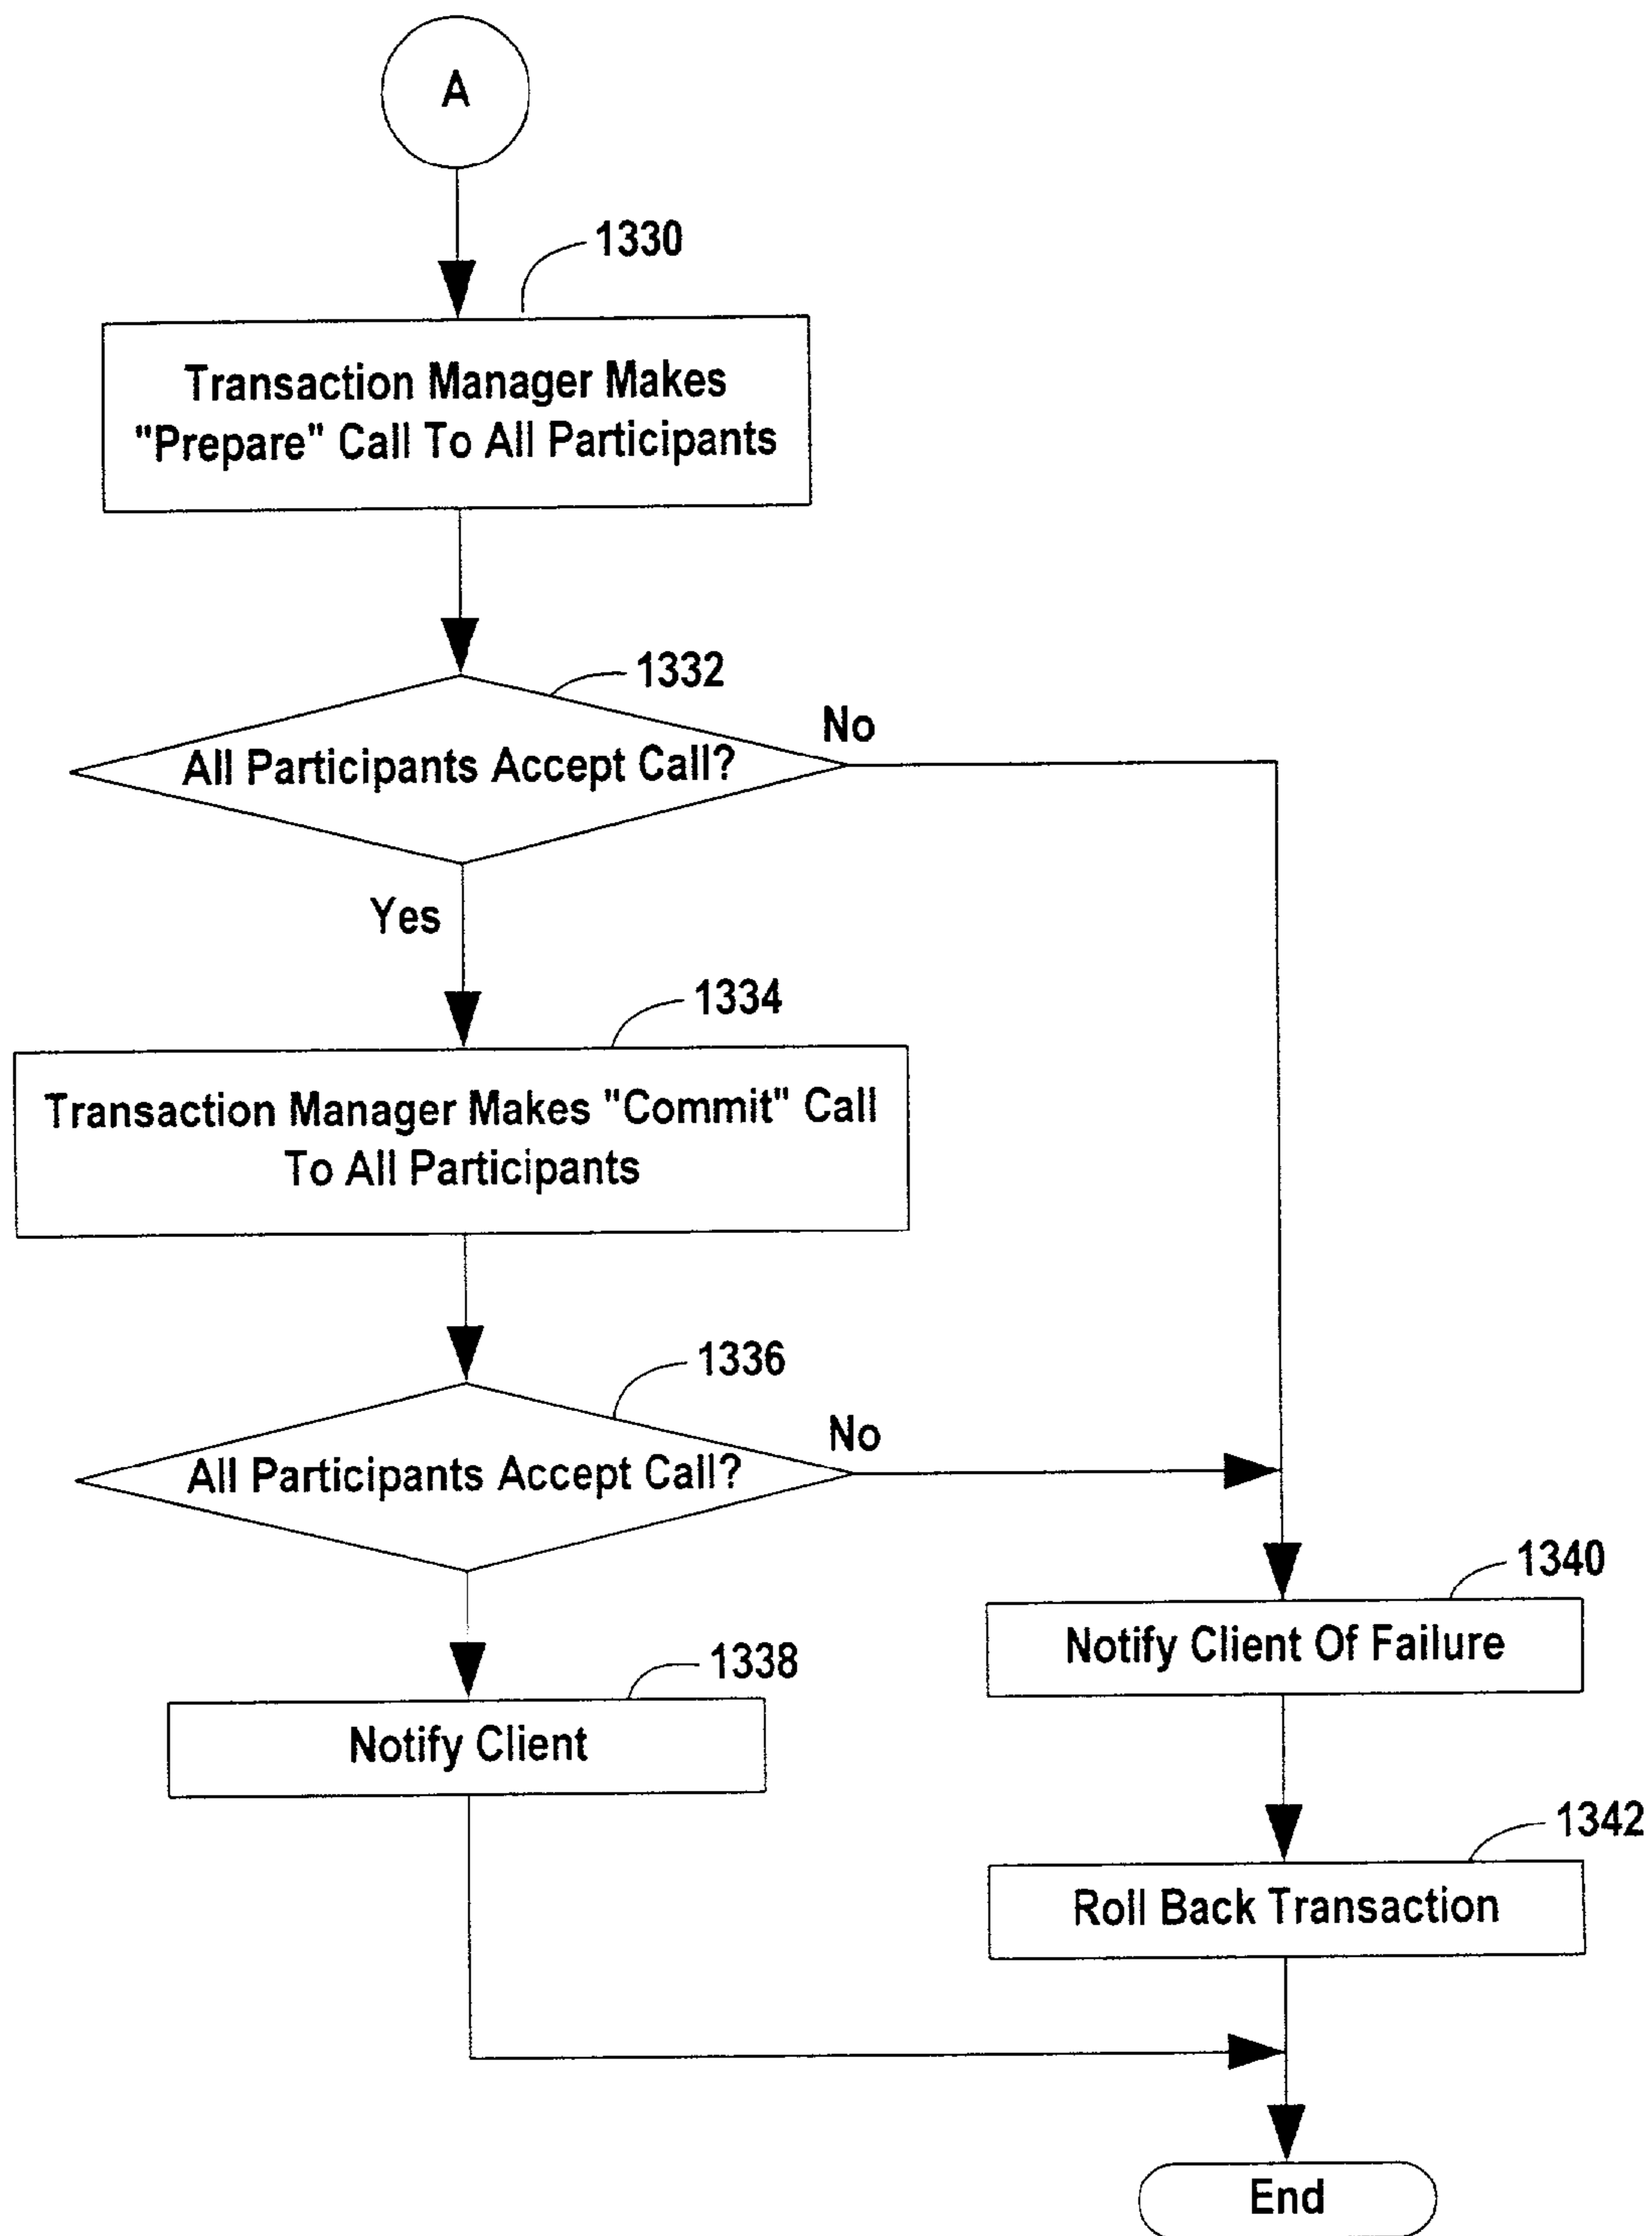 A
1330
Transaction Manager Makes
"Prepare" Call To All Participants
1332
All Participants Accept Call?
No
Yes
1334
Transaction Manager Makes "Commit" Call
To All Participants
1336
All Participants Accept Call?
No
1340
Notify Client Of Failure
1338
Notify Client
1342
Roll Back Transaction
End